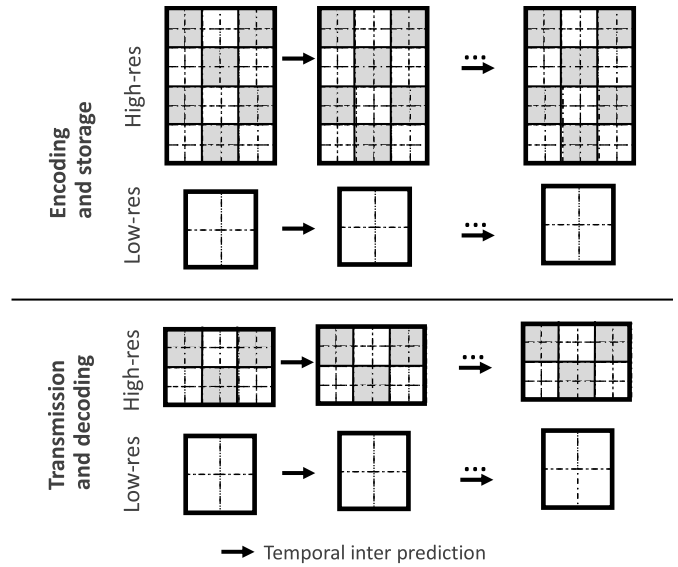 Encoding
and storage
High-res
...
Low-res
...
Transmission
and decoding
High-res
...
Low-res
...
Temporal inter prediction